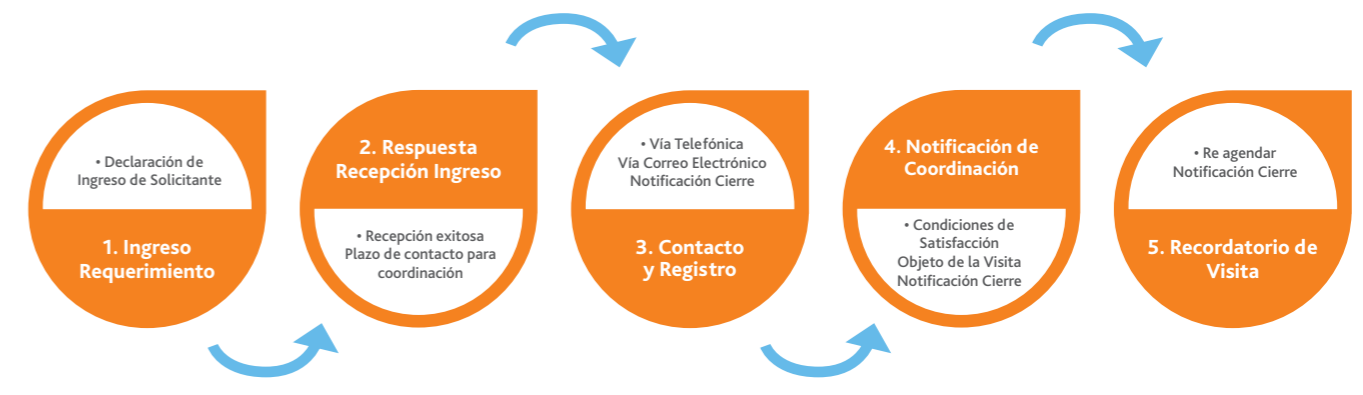 • Declaración de
Ingreso de Solicitante
1. Ingreso
Requerimiento
2. Respuesta
Recepción Ingreso
• Recepción exitosa
Plazo de contacto para
coordinación
• Vía Telefónica
Vía Correo Electrónico
Notificación Cierre
3. Contacto
y Registro
4. Notificación de
Coordinación
• Condiciones de
Satisfacción
Objeto de la Visita
Notificación Cierre
• Re agendar
Notificación Cierre
5. Recordatorio de
Visita